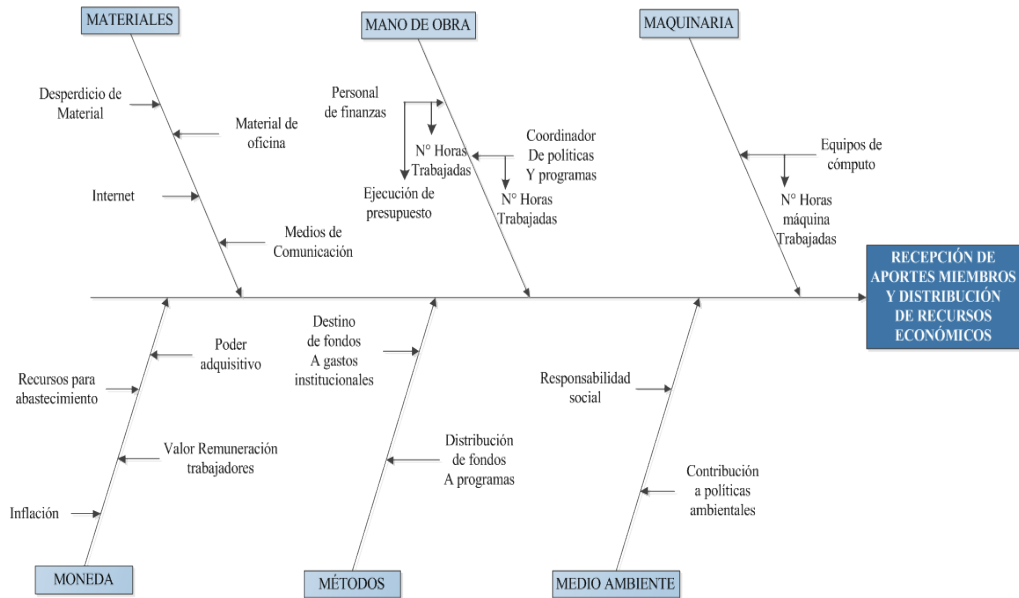 MATERIALES
MANO DE OBRA
MAQUINARIA
Desperdicio de
Material
Material de
oficina
Internet
Medios de
Comunicación
Personal
de finanzas
N° Horas
Trabajadas
Ejecución de
presupuesto
Coordinador
De políticas
Y programas
N° Horas
Trabajadas
Equipos de
cómputo
N° Horas
máquina
Trabajadas
RECEPCIÓN DE
APORTES MIEMBROS
Y DISTRIBUCIÓN
DE RECURSOS
ECONÓMICOS
Poder
adquisitivo
Recursos para
abastecimiento
Valor Remuneración
trabajadores
Inflación
Destino
de fondos
A gastos
institucionales
Distribución
de fondos
A programas
Responsabilidad
social
Contribución
a políticas
ambientales
MONEDA
MÉTODOS
MEDIO AMBIENTE